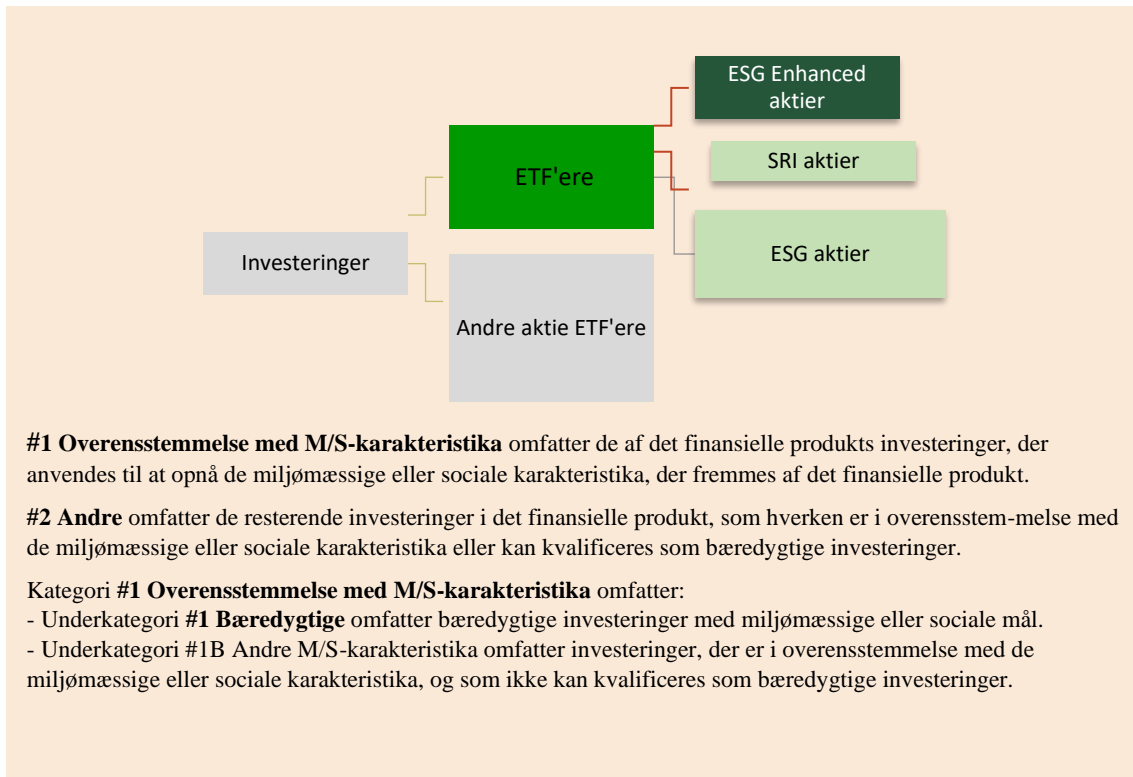 ESG Enhanced
aktier
SRI aktier
ETF'ere
ESG aktier
Investeringer
Andre aktie ETF'ere
#1 Overensstemmelse med M/S-karakteristika omfatter de af det finansielle produkts investeringer, der
anvendes til at opnå de miljømæssige eller sociale karakteristika, der fremmes af det finansielle produkt.
#2 Andre omfatter de resterende investeringer i det finansielle produkt, som hverken er i overensstem-melse med
de miljømæssige eller sociale karakteristika eller kan kvalificeres som bæredygtige investeringer.
Kategori #1 Overensstemmelse med M/S-karakteristika omfatter:
- Underkategori #1 Bæredygtige omfatter bæredygtige investeringer med miljømæssige eller sociale mål.
- Underkategori #1B Andre M/S-karakteristika omfatter investeringer, der er i overensstemmelse med de
miljømæssige eller sociale karakteristika, og som ikke kan kvalificeres som bæredygtige investeringer.